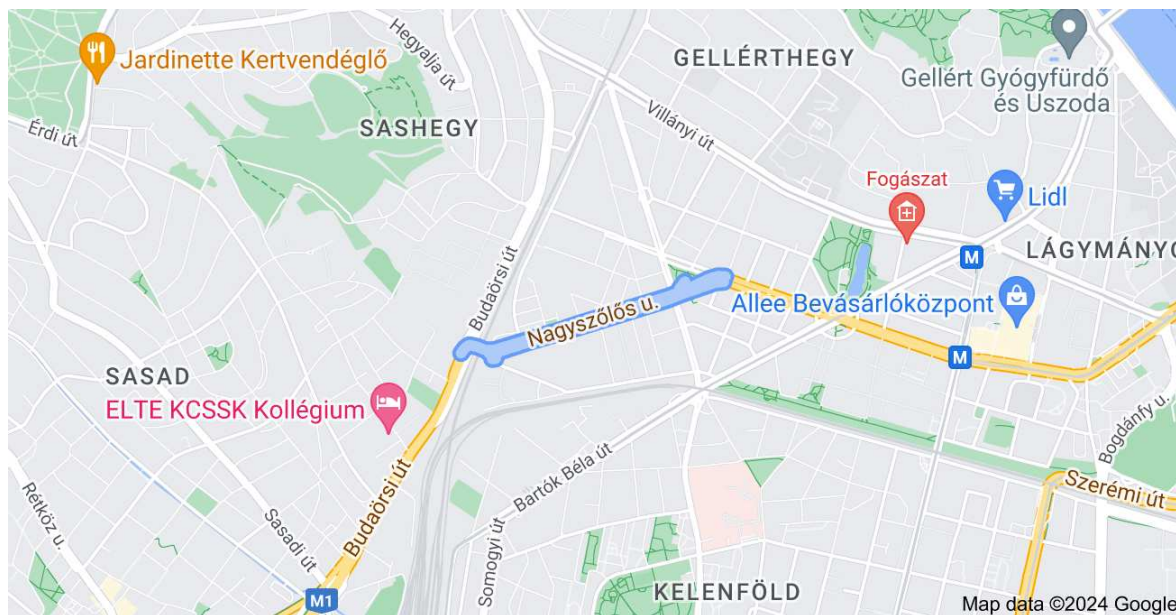 Jardinette Kertvendéglő
Hegyalja út
GELLÉRTHEGY
Gellért Gyógyfürdő
és Uszoda
Érdi út
SASHEGY
Villányi út
Fogászat
Lidl
LÁGYMÁNYO
M
Budaörsi út
Allee Bevásárlóközpont
Nagyszőlős u.
M
SASAD
ELTE KCSSK Kollégium
Bogdánfy u.
Budaörsi út
Bartók Béla út
Szerémi út
Rétköz u.
Sasadi út
Somogyi út
KELENFÖLD
M1
Map data ©2024 Google